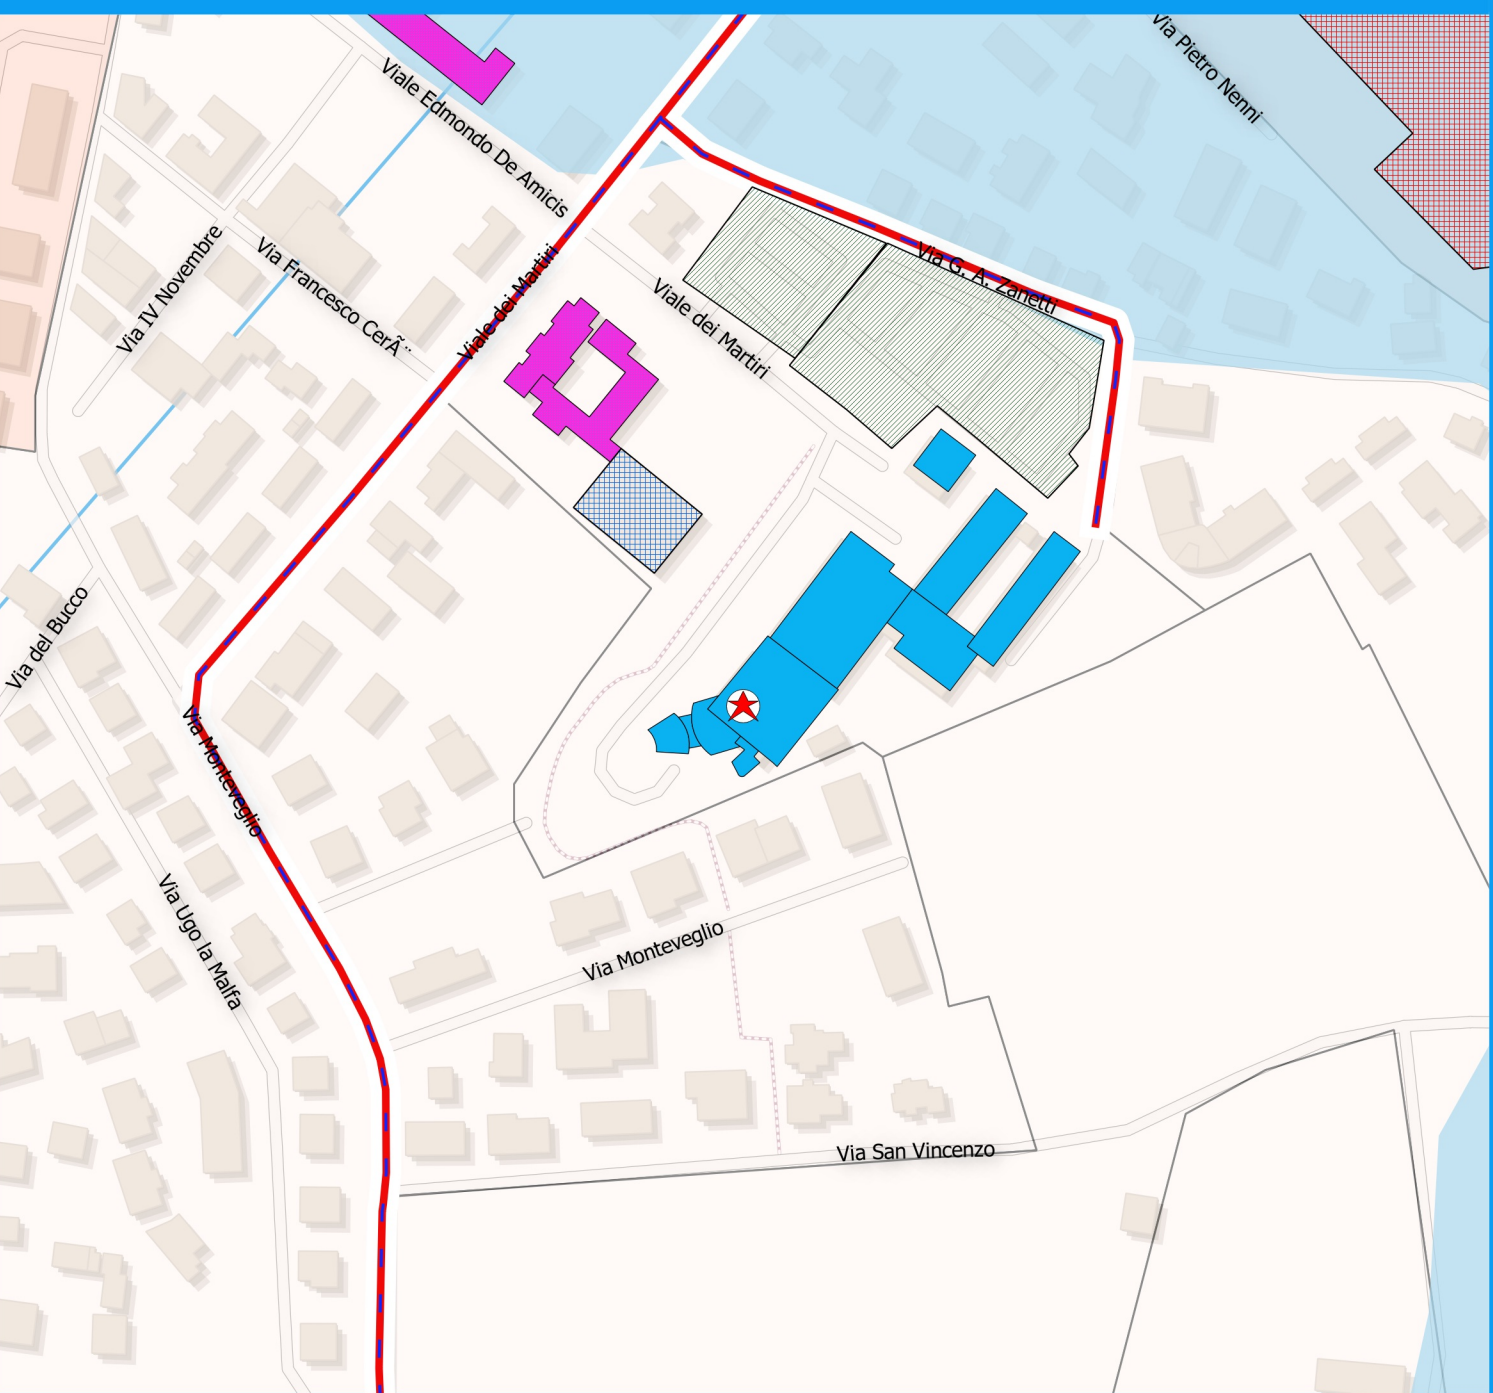 Via Pietro Nenni
Viale Edmondo De Amicis
Via IV Novembre
Via Francesco CerÃ¨
Viale dei Martiri
Via G. A. Zanetti
Viale dei Martiri
Via del Bucco
Via Monteveglio
Via Ugo la Malfa
Via Monteveglio
Via San Vincenzo